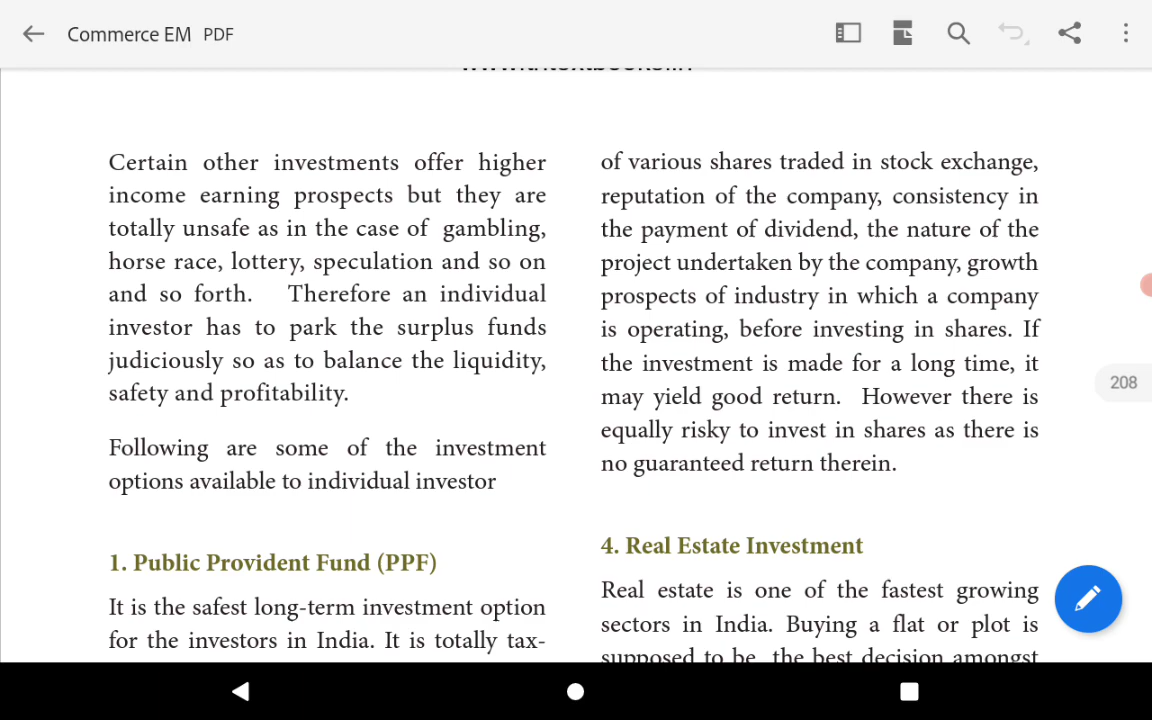 Commerce EM PDF
Certain other investments offer higher
income earning prospects but they are
totally unsafe as in the case of gambling,
horse race, lottery, speculation and so on
and so forth. Therefore an individual
investor has to park the surplus funds
judiciously so as to balance the liquidity,
safety and profitability.
Following are some of the investment
options available to individual investor
1. Public Provident Fund (PPF)
It is the safest long-term investment option
for the investors in India. It is totally tax-
of various shares traded in stock exchange,
reputation of the company, consistency in
the payment of dividend, the nature of the
project undertaken by the company, growth
prospects of industry in which a company
is operating, before investing in shares. If
the investment is made for a long time, it
may yield good return. However there is
equally risky to invest in shares as there is
no guaranteed return therein.
4. Real Estate Investment
Real estate is one of the fastest growing
sectors in India. Buying a flat or plot is
supposed to be the best decision amongst
208